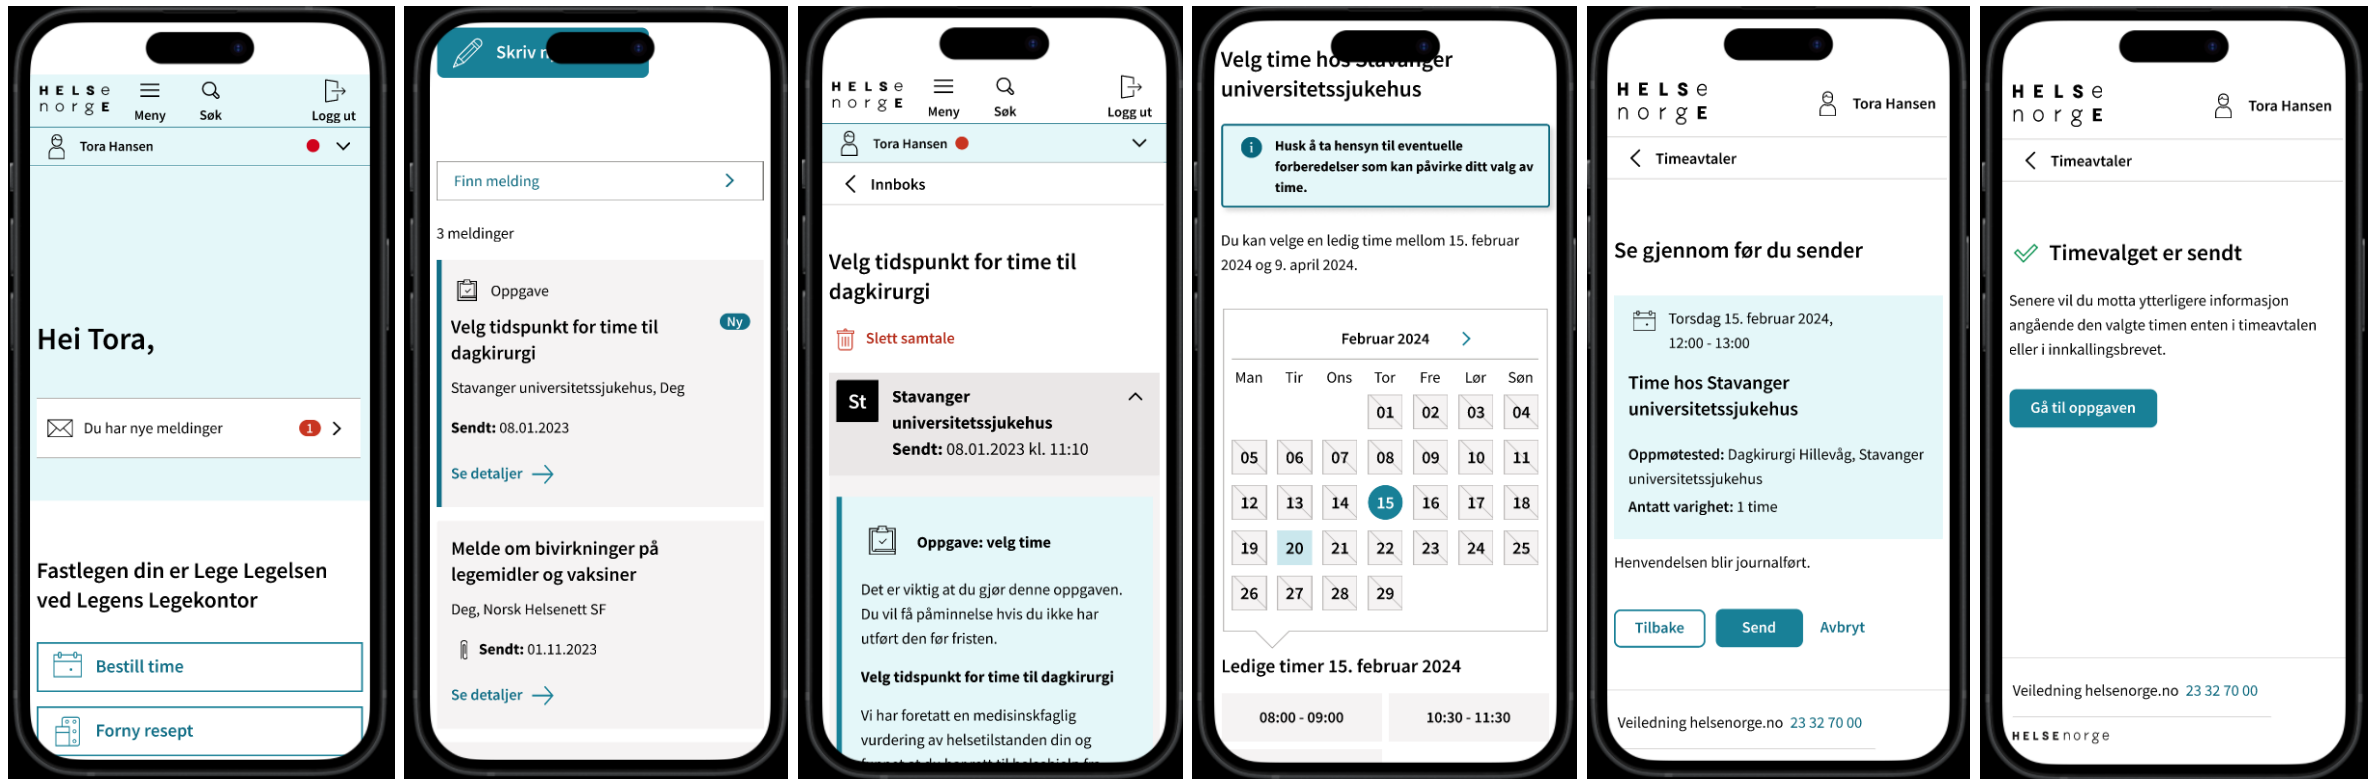 HELSe
norgE
Meny
Søk
Logg ut
Tora Hansen
Hei Tora,
Du har nye meldinger
1
Fastlegen din er Lege Legelsen
ved Legens Legekontor
Bestill time
Forny resept
Skriv
Finn melding
3 meldinger
Oppgave
Velg tidspunkt for time til
dagkirurgi
Ny
Stavanger universitetssjukehus, Deg
Sendt: 08.01.2023
Se detaljer
Melde om bivirkninger på
legemidler og vaksiner
Deg, Norsk Helsenett SF
Sendt: 01.11.2023
Se detaljer
HELSe
norgE
Meny
Søk
Logg ut
Tora Hansen
Innboks
Velg tidspunkt for time til
dagkirurgi
Slett samtale
St
Stavanger
universitetssjukehus
Sendt: 08.01.2023 kl. 11:10
Oppgave: velg time
Det er viktig at du gjør denne oppgaven.
Du vil få påminnelse hvis du ikke har
utført den før fristen.
Velg tidspunkt for time til dagkirurgi
Vi har foretatt en medisinskfaglig
vurdering av helsetilstanden din og
Velg time hos Stavanger
universitetssjukehus
Husk å ta hensyn til eventuelle
forberedelser som kan påvirke ditt valg av
time.
Du kan velge en ledig time mellom 15. februar
2024 og 9. april 2024.
Februar 2024
Man Tir Ons Tor Fre Lør Søn
01 02 03 04
05 06 07 08 09 10 11
12 13 14 15 16 17 18
19 20 21 22 23 24 25
26 27 28 29
Ledige timer 15. februar 2024
08:00 - 09:00
10:30 - 11:30
HELSe
norgE
Tora Hansen
Timeavtaler
Se gjennom før du sender
Torsdag 15. februar 2024,
12:00 - 13:00
Time hos Stavanger
universitetssjukehus
Oppmøtested: Dagkirurgi Hillevåg, Stavanger
universitetssjukehus
Antatt varighet: 1 time
Henvendelsen blir journalført.
Tilbake
Send
Avbryt
Veiledning helsenorge.no 23 32 70 00
HELSe
norgE
Tora Hansen
Timeavtaler
Timevalget er sendt
Senere vil du motta ytterligere informasjon
angående den valgte timen enten i timeavtalen
eller i innkallingsbrevet.
Gå til oppgaven
Veiledning helsenorge.no 23 32 70 00
HELSEnorge